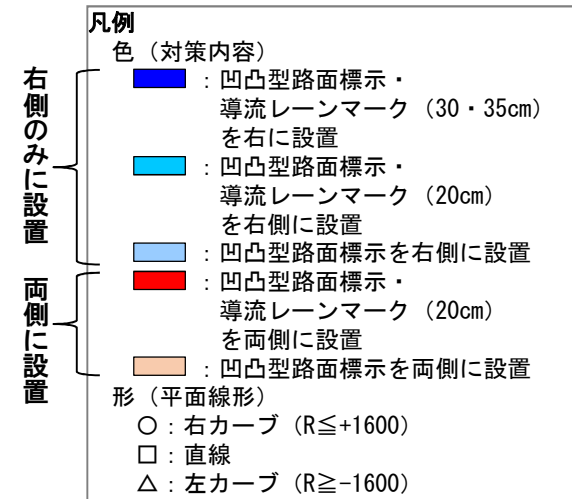 凡例
色（対策内容）
右側のみに設置
：凹凸型路面標示・
導流レーンマーク（30・35cm）
を右に設置
：凹凸型路面標示・
導流レーンマーク（20cm）
を右側に設置
：凹凸型路面標示を右側に設置
両側に設置
：凹凸型路面標示・
導流レーンマーク（20cm）
を両側に設置
：凹凸型路面標示を両側に設置
形（平面線形）
○：右カーブ（R≦+1600）
□：直線
△：左カーブ（R≧-1600）